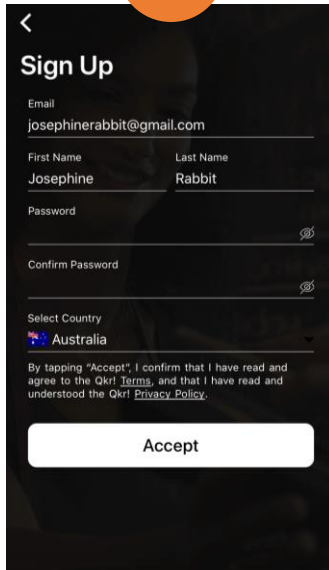 Sign Up
Email
josephinerabbit@gmail.com
First Name
Last Name
Josephine
Rabbit
Password
Confirm Password
Select Country
Australia
By tapping “Accept”, I confirm that I have read and
agree to the Qkr! Terms, and that I have read and
understood the Qkr! Privacy Policy.
Accept